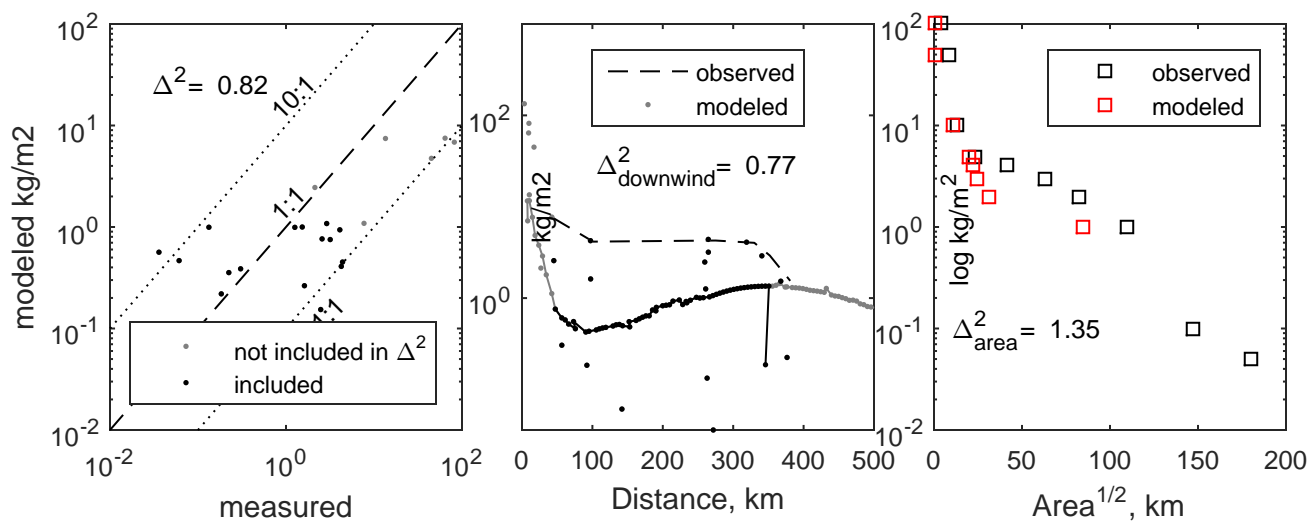 10^2
10^1
10^0
10^-1
10^-2
modeled kg/m2
Δ^2= 0.82
10:1
1:1
1:1
not included in Δ^2
included
10^-2
10^0
10^2
measured
10^2
10^0
kg/m2
observed
modeled
Δ^2_downwind= 0.77
0
100
200
300
400
500
Distance, km
10^2
10^1
10^0
10^-1
10^-2
log kg/m^2
observed
modeled
Δ^2_area= 1.35
0
50
100
150
200
Area^1/2, km